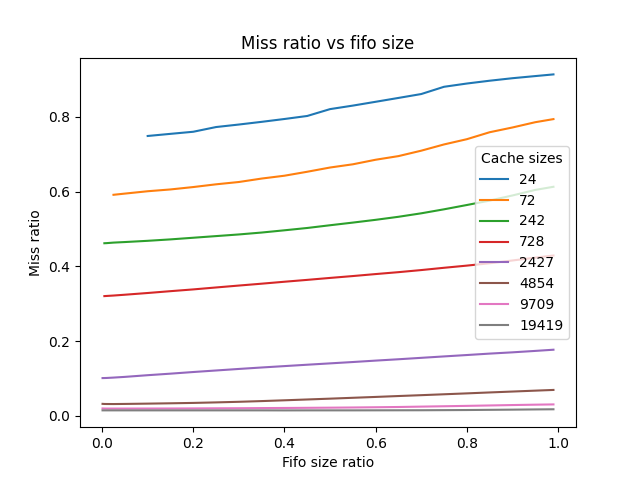 Miss ratio vs fifo size
Miss ratio
0.8
0.6
0.4
0.2
0.0
Cache sizes
24
72
242
728
2427
4854
9709
19419
0.0 0.2 0.4 0.6 0.8 1.0
Fifo size ratio